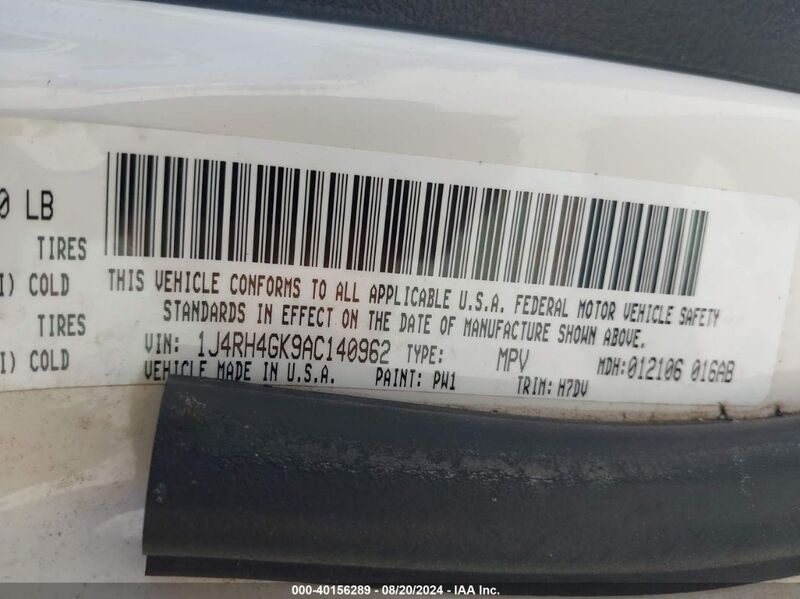 0 LB
TIRES
I) COLD
TIRES
I) COLD
THIS VEHICLE CONFORMS TO ALL APPLICABLE U.S.A. FEDERAL MOTOR VEHICLE SAFETY
STANDARDS IN EFFECT ON THE DATE OF MANUFACTURE SHOWN ABOVE.
VIN: 1J4RH4GK9AC140962 TYPE: MPV MDH:012106 016AB
VEHICLE MADE IN U.S.A. PAINT: PW1 TRIM: H7DV
000-40156289 - 08/20/2024 - IAA Inc.